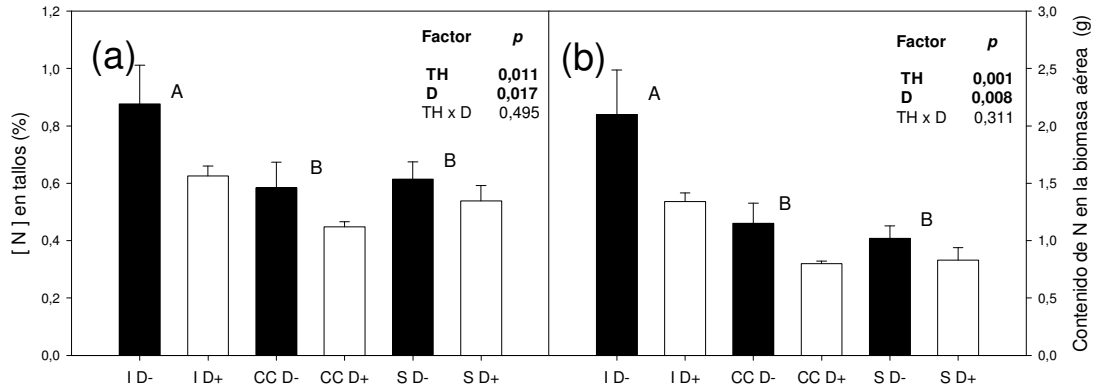 [ N ] en tallos (%)
1,2
1,0
0,8
0,6
0,4
0,2
0,0
(a)
Factor p
TH 0,011
D 0,017
TH x D 0,495
A
B
B
I D- I D+ CC D- CC D+ S D- S D+
(b)
Factor p
TH 0,001
D 0,008
TH x D 0,311
A
B
B
I D- I D+ CC D- CC D+ S D- S D+
3,0
2,5
2,0
1,5
1,0
0,5
0,0
Contenido de N en la biomasa aérea (g)